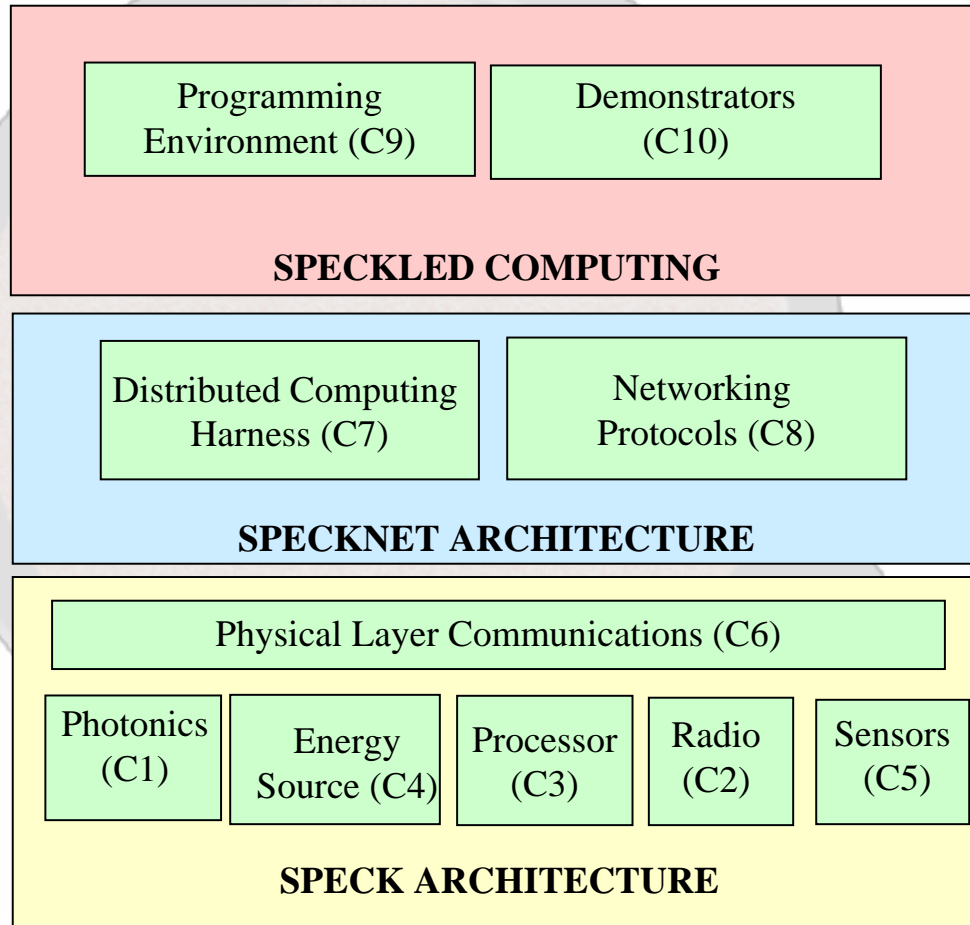 Programming
Environment (C9)
Demonstrators
(C10)
SPECKLED COMPUTING
Distributed Computing
Harness (C7)
Networking
Protocols (C8)
SPECKNET ARCHITECTURE
Physical Layer Communications (C6)
Photonics
(C1)
Energy
Source (C4)
Processor
(C3)
Radio
(C2)
Sensors
(C5)
SPECK ARCHITECTURE